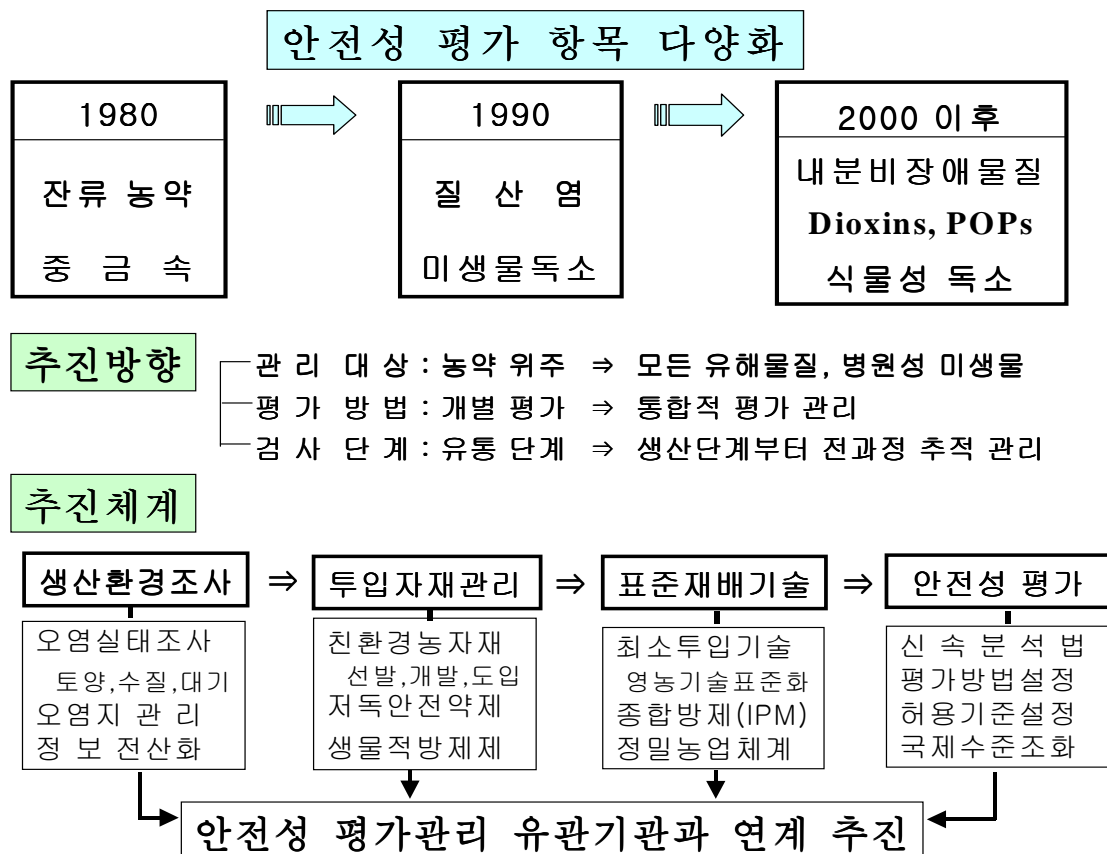 안전성 평가 항목 다양화
1980
잔류 농약
중 금 속
1990
질 산 염
미생물독소
2000 이후
내분비장애물질
Dioxins, POPs
식물성 독소
추진방향
관 리 대 상 : 농약 위주 ⇒ 모든 유해물질, 병원성 미생물
평 가 방 법 : 개별 평가 ⇒ 통합적 평가 관리
검 사 단 계 : 유통 단계 ⇒ 생산단계부터 전과정 추적 관리
추진체계
생산환경조사 ⇒ 투입자재관리 ⇒ 표준재배기술 ⇒ 안전성 평가
오염실태조사
토양,수질,대기
오염지 관 리
정 보 전산화
친환경농자재
선발,개발,도입
저독안전약제
생물적방제제
최소투입기술
영농기술표준화
종합방제(IPM)
정밀농업체계
신 속 분 석 법
평가방법설정
허용기준설정
국제수준조화
안전성 평가관리 유관기관과 연계 추진